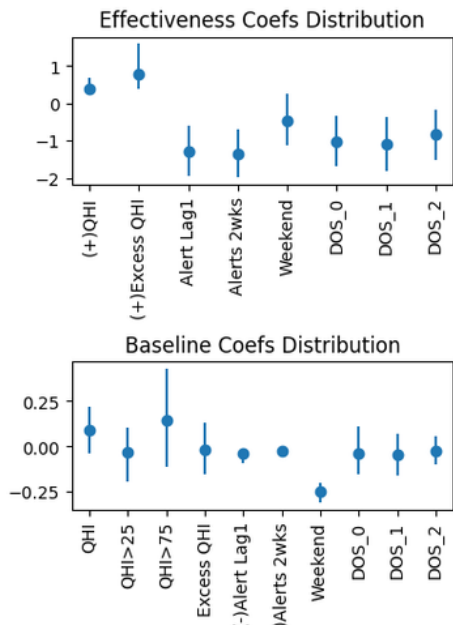 Effectiveness Coefs Distribution
1
0
−1
−2
(+)QHI
(+)Excess QHI
Alert Lag1
Alerts 2wks
Weekend
DOS_0
DOS_1
DOS_2
Baseline Coefs Distribution
0.25
0.00
−0.25
QHI
QHI>25
QHI>75
Excess QHI
-)Alert Lag1
)Alerts 2wks
Weekend
DOS_0
DOS_1
DOS_2